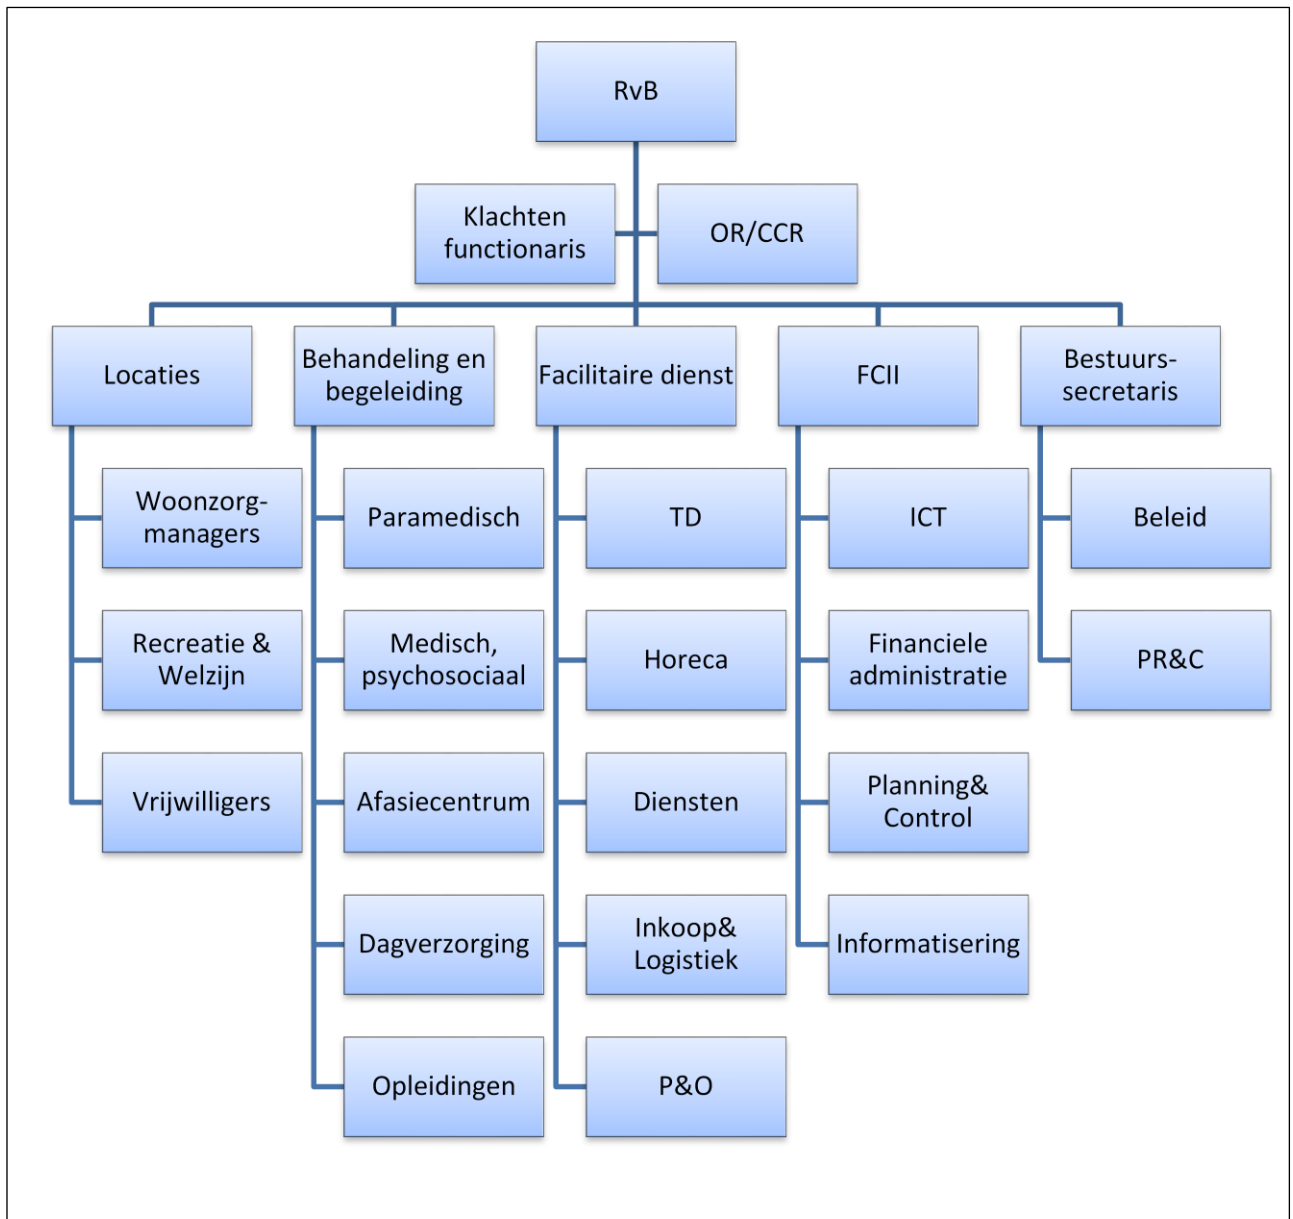 RvB
Klachten
functionaris
OR/CCR
Locaties
Behandeling en
begeleiding
Facilitaire dienst
FCII
Bestuurs-
secretaris
Woonzorg-
managers
Paramedisch
TD
ICT
Beleid
Recreatie &
Welzijn
Medisch,
psychosociaal
Horeca
Financiele
administratie
PR&C
Vrijwilligers
Afasiecentrum
Diensten
Planning&
Control
Dagverzorging
Inkoop&
Logistiek
Informatisering
Opleidingen
P&O